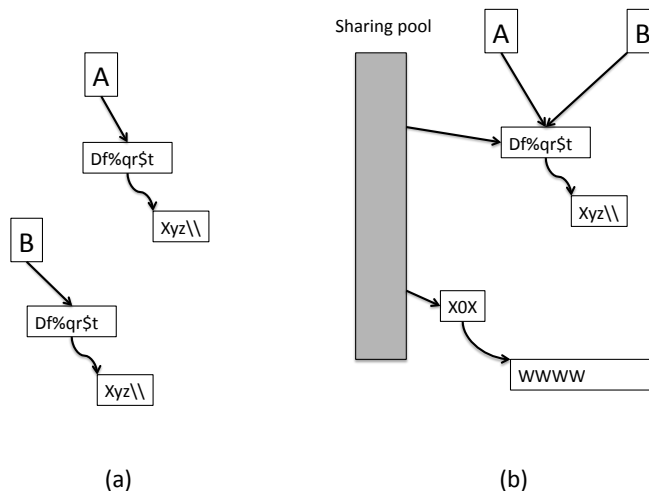 A
Df%qr$t
Xyz\\
B
Df%qr$t
Xyz\\
(a)
Sharing pool
A
B
Df%qr$t
Xyz\\
X0X
WWWW
(b)